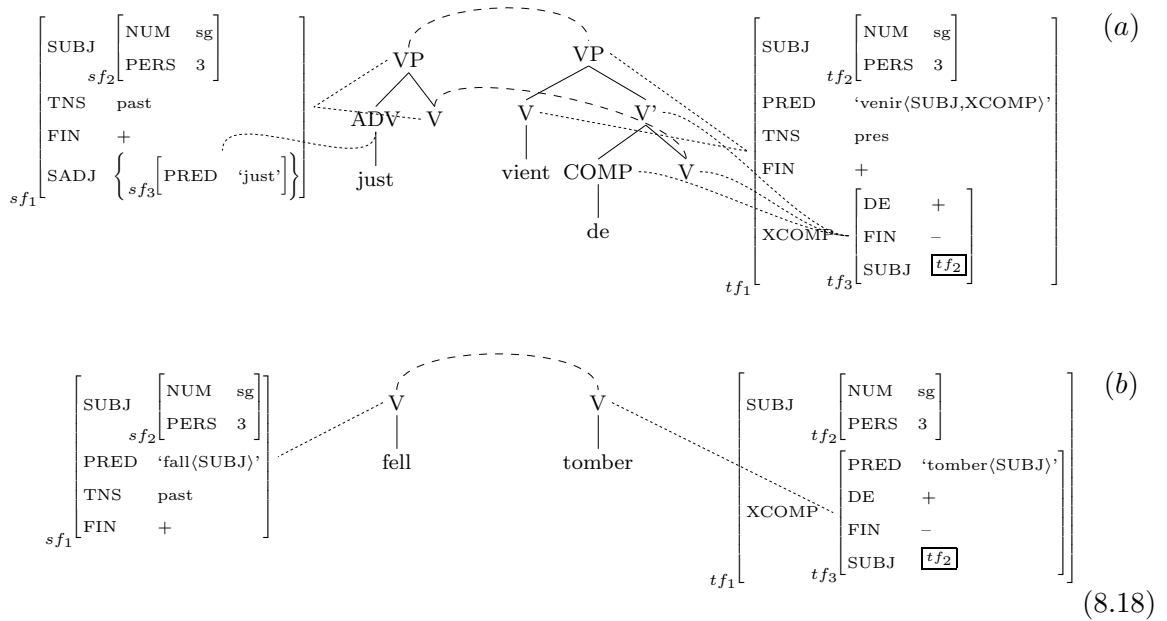 (a)
SUBJ sf2 [NUM sg
PERS 3]
TNS past
FIN +
SADJ { sf3 [PRED ‘just’] }
sf1
VP
ADV V
just
VP
V V’
vient COMP V
de
SUBJ tf2 [NUM sg
PERS 3]
PRED ‘venir⟨SUBJ,XCOMP⟩’
TNS pres
FIN +
XCOMP tf3 [DE +
FIN –
SUBJ tf2]
tf1
(b)
SUBJ sf2 [NUM sg
PERS 3]
PRED ‘fall⟨SUBJ⟩’
TNS past
FIN +
sf1
V
fell
V
tomber
SUBJ tf2 [NUM sg
PERS 3]
XCOMP tf3 [PRED ‘tomber⟨SUBJ⟩’
DE +
FIN –
SUBJ tf2]
tf1
(8.18)